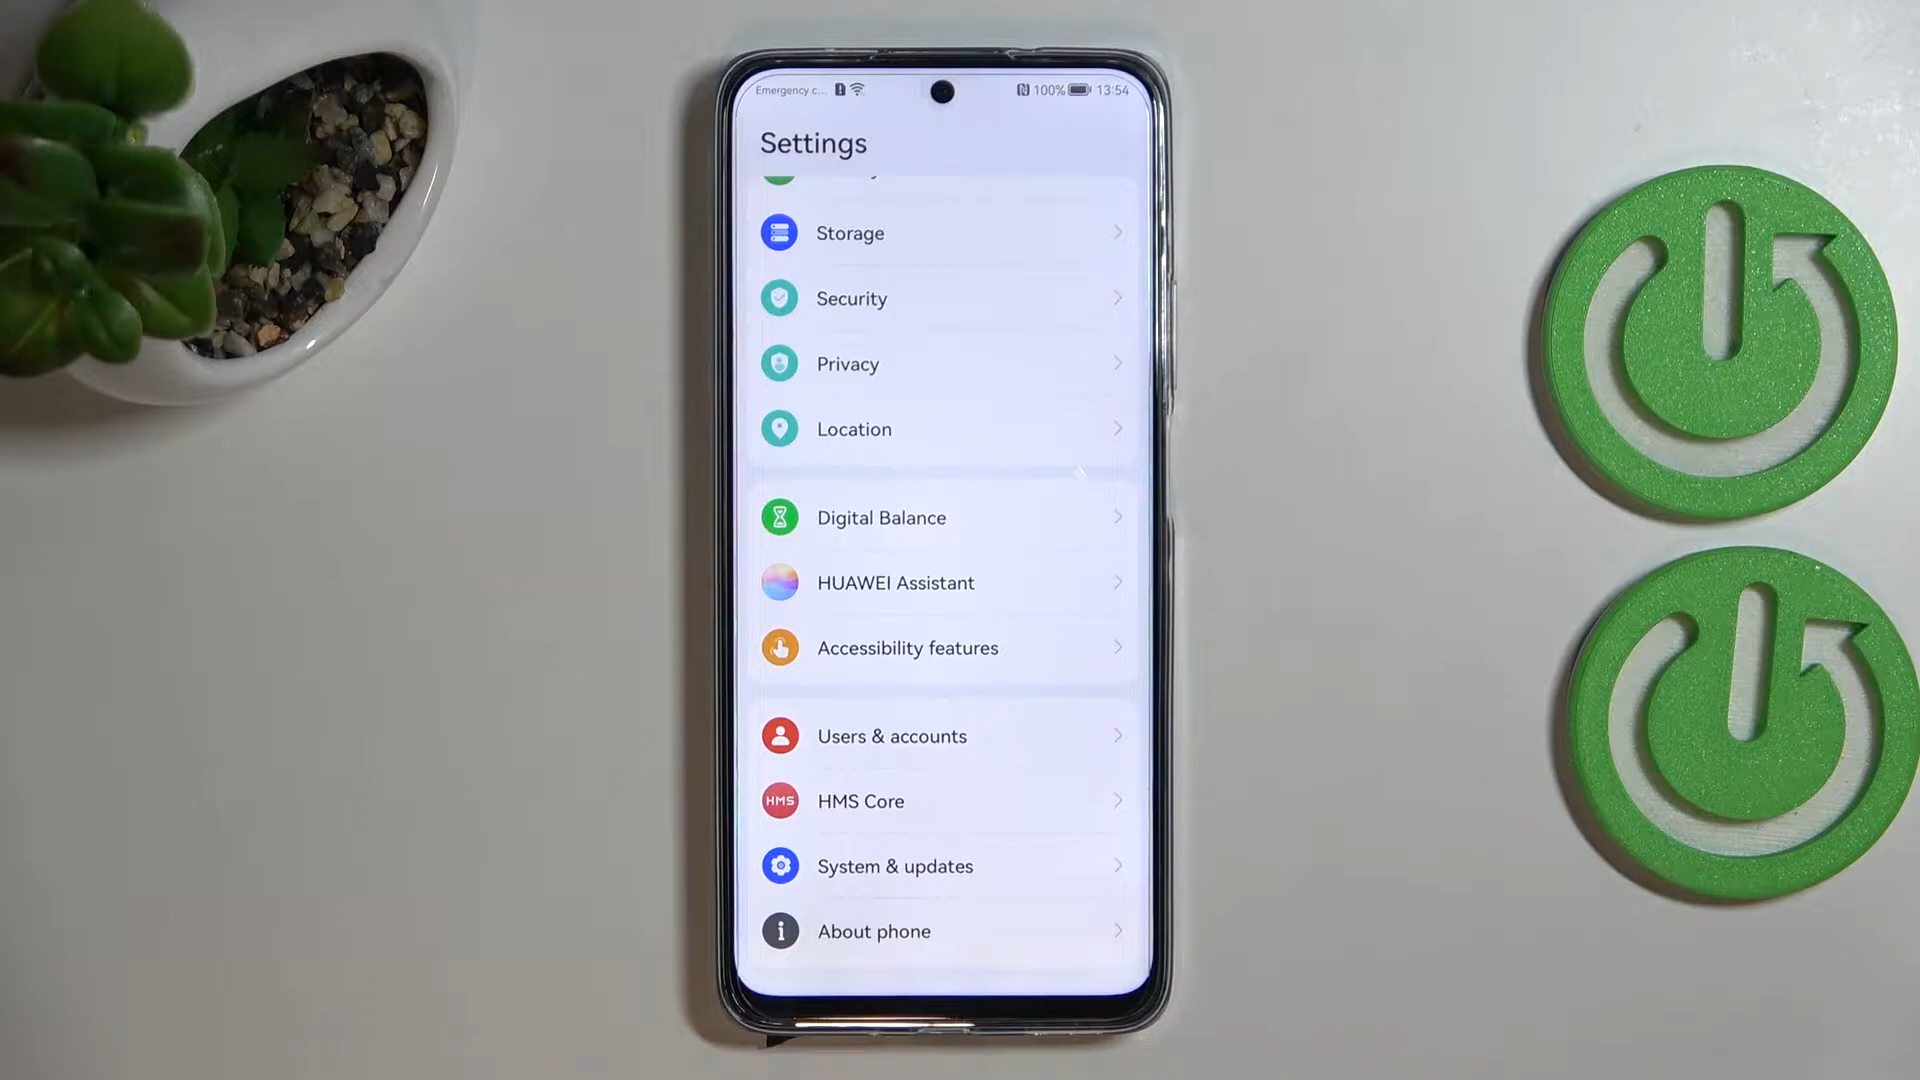 Emergency c... 100% 13:54
Settings
Storage
Security
Privacy
Location
Digital Balance
HUAWEI Assistant
Accessibility features
Users & accounts
HMS HMS Core
System & updates
About phone